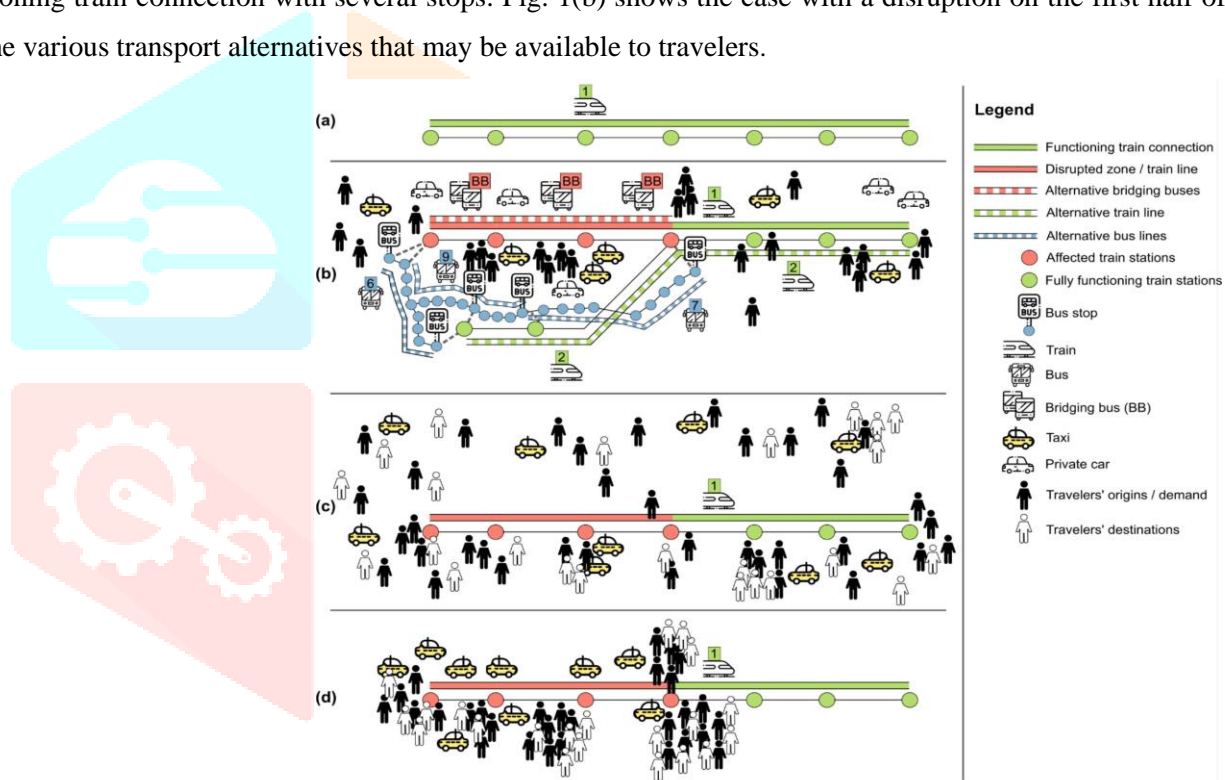 oning train connection with several stops. Fig. 1(b) shows the case with a disruption on the first half of
ne various transport alternatives that may be available to travelers.
(a)
1
(b)
BB BB BB
1
BUS
BUS
9
6
BUS
BUS
BUS
2
7
2
(c)
1
(d)
1
Legend
Functioning train connection
Disrupted zone / train line
Alternative bridging buses
Alternative train line
Alternative bus lines
Affected train stations
Fully functioning train stations
BUS
Bus stop
Train
Bus
Bridging bus (BB)
Taxi
Private car
Travelers' origins / demand
Travelers' destinations